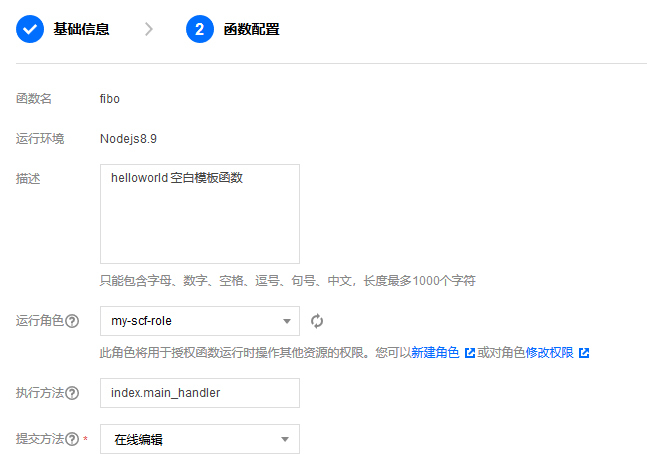 基础信息 2 函数配置
函数名 fibo
运行环境 Nodejs8.9
描述 helloworld 空白模板函数
只能包含字母、数字、空格、逗号、句号、中文，长度最多1000个字符
运行角色 my-scf-role
此角色将用于授权函数运行时操作其他资源的权限。您可以新建角色 或对角色修改权限
执行方法 index.main_handler
提交方法 * 在线编辑